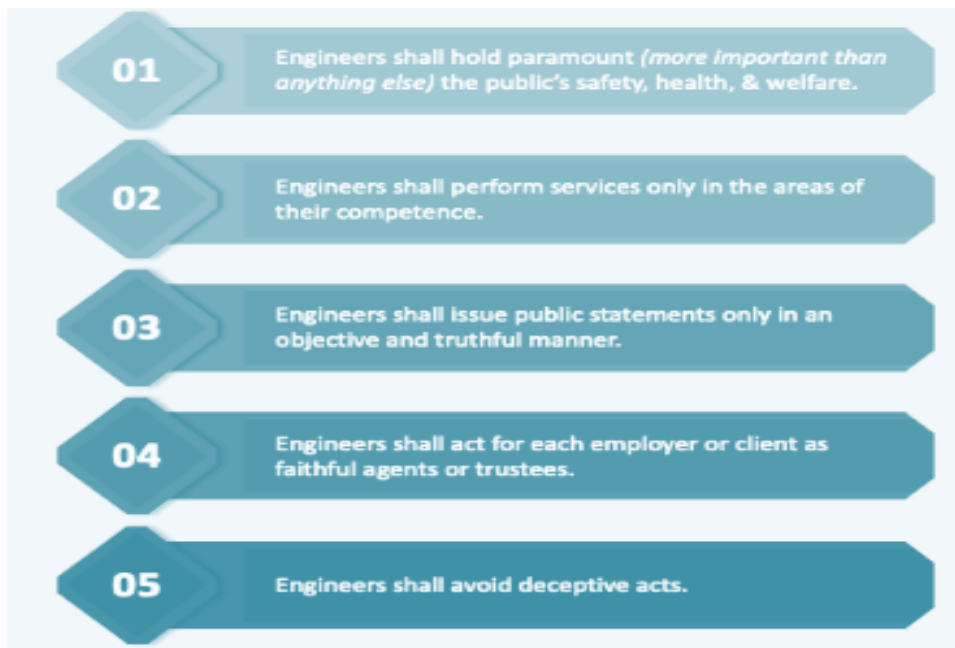 01
Engineers shall hold paramount (more important than
anything else) the public's safety, health, & welfare.
02
Engineers shall perform services only in the areas of
their competence.
03
Engineers shall issue public statements only in an
objective and truthful manner.
04
Engineers shall act for each employer or client as
faithful agents or trustees.
05
Engineers shall avoid deceptive acts.